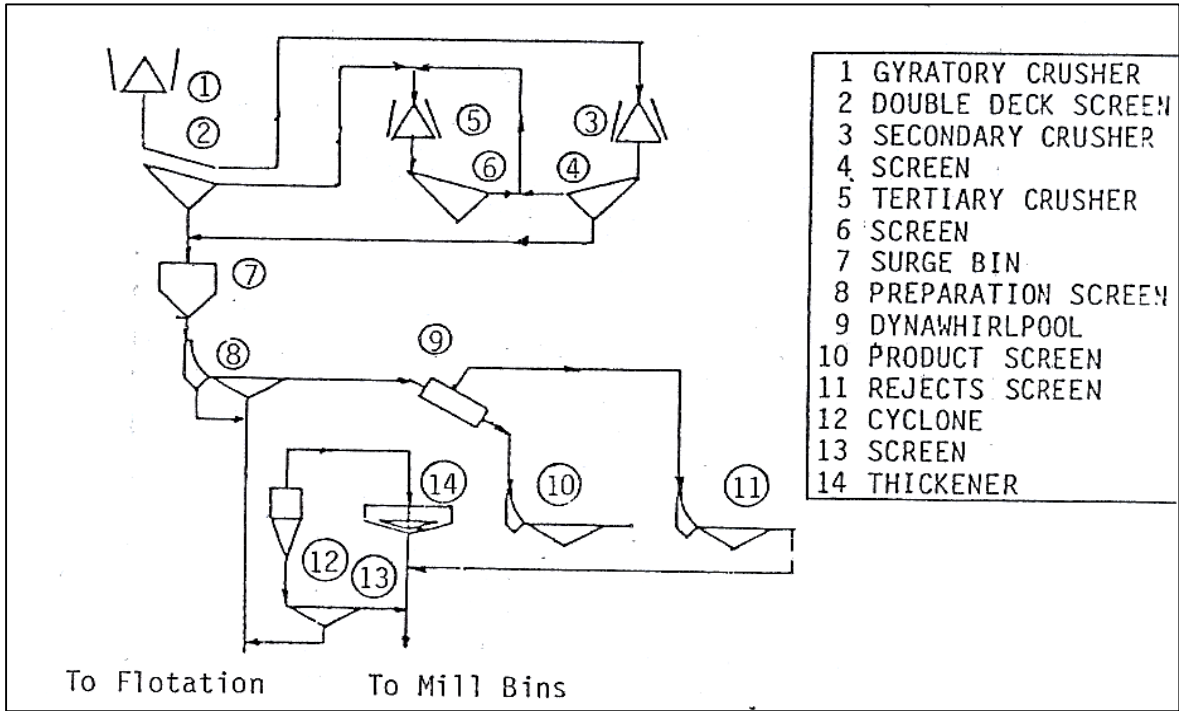 1
2
5
3
6
4
7
8
9
10
11
14
12
13
To Flotation
To Mill Bins
1 GYRATORY CRUSHER
2 DOUBLE DECK SCREEN
3 SECONDARY CRUSHER
4 SCREEN
5 TERTIARY CRUSHER
6 SCREEN
7 SURGE BIN
8 PREPARATION SCREEN
9 DYNAWHIRLPOOL
10 PRODUCT SCREEN
11 REJECTS SCREEN
12 CYCLONE
13 SCREEN
14 THICKENER